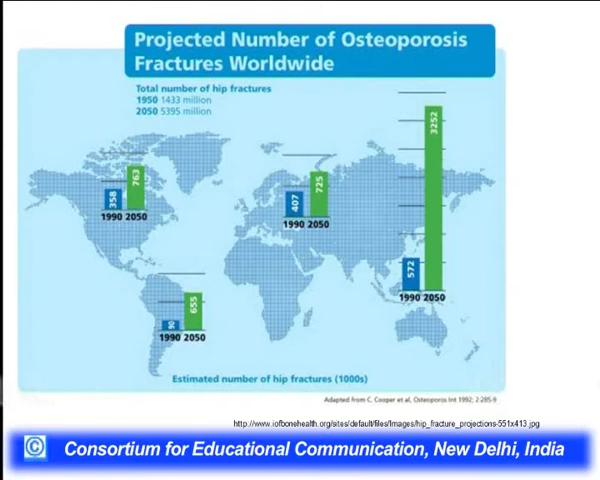 Projected Number of Osteoporosis
Fractures Worldwide
Total number of hip fractures
1950 1433 million
2050 5395 million
3252
763
358
725
407
1990 2050
1990 2050
572
655
90
1990 2050
1990 2050
Estimated number of hip fractures (1000s)
Adapted from C. Cooper et al, Osteoporos Int 1992; 2:285-9
http://www.iofbonehealth.org/sites/default/files/Images/hip_fracture_projections-551x413.jpg
© Consortium for Educational Communication, New Delhi, India